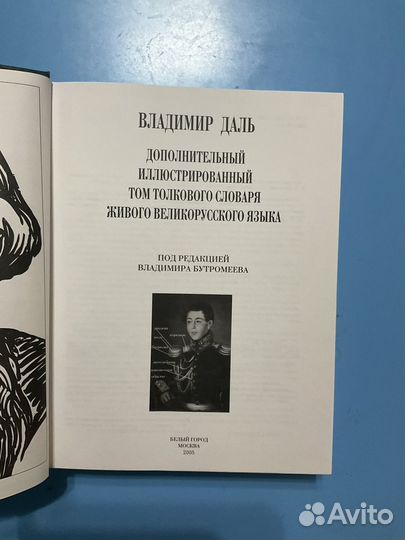 ВЛАДИМИР ДАЛЬ
ДОПОЛНИТЕЛЬНЫЙ
ИЛЛЮСТРИРОВАННЫЙ
ТОМ ТОЛКОВОГО СЛОВАРЯ
ЖИВОГО ВЕЛИКОРУССКОГО ЯЗЫКА
ПОД РЕДАКЦИЕЙ
ВЛАДИМИРА БУТРОМЕЕВА
БЕЛЫЙ ГОРОД
МОСКВА
2005
Avito